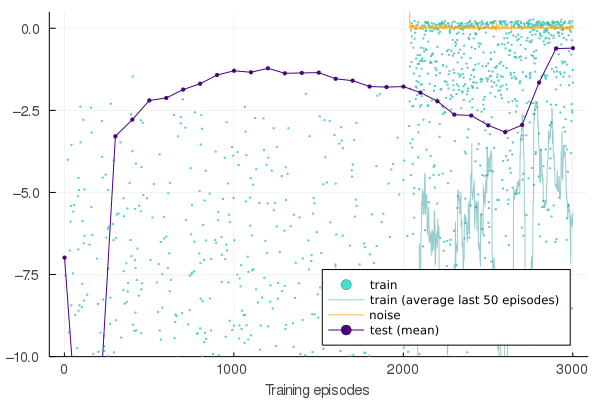 0.0
−2.5
−5.0
−7.5
−10.0
0
1000
2000
3000
Training episodes
train
train (average last 50 episodes)
noise
test (mean)